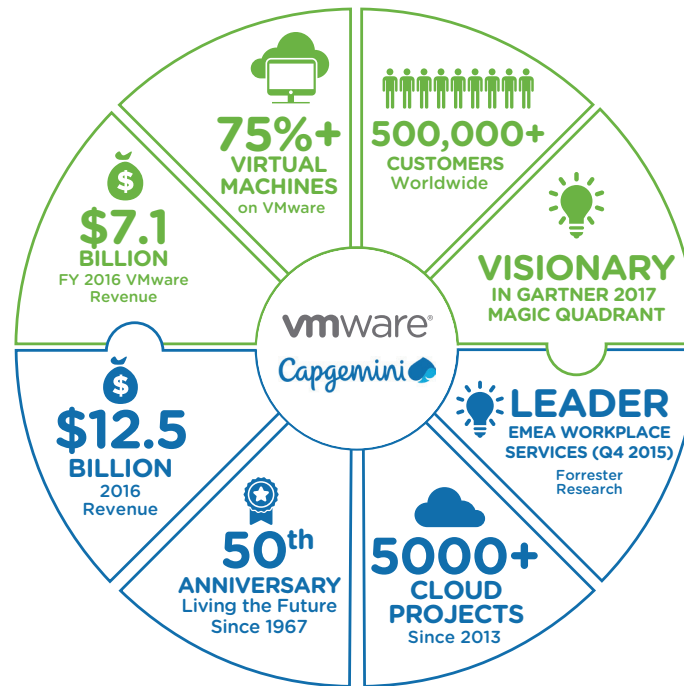 75%+
VIRTUAL
MACHINES
on VMware
500,000+
CUSTOMERS
Worldwide
$
$7.1
BILLION
FY 2016 VMware
Revenue
VISIONARY
IN GARTNER 2017
MAGIC QUADRANT
vmware®
Capgemini
$
$12.5
BILLION
2016
Revenue
LEADER
EMEA WORKPLACE
SERVICES (Q4 2015)
Forrester
Research
50th
ANNIVERSARY
Living the Future
Since 1967
5000+
CLOUD
PROJECTS
Since 2013